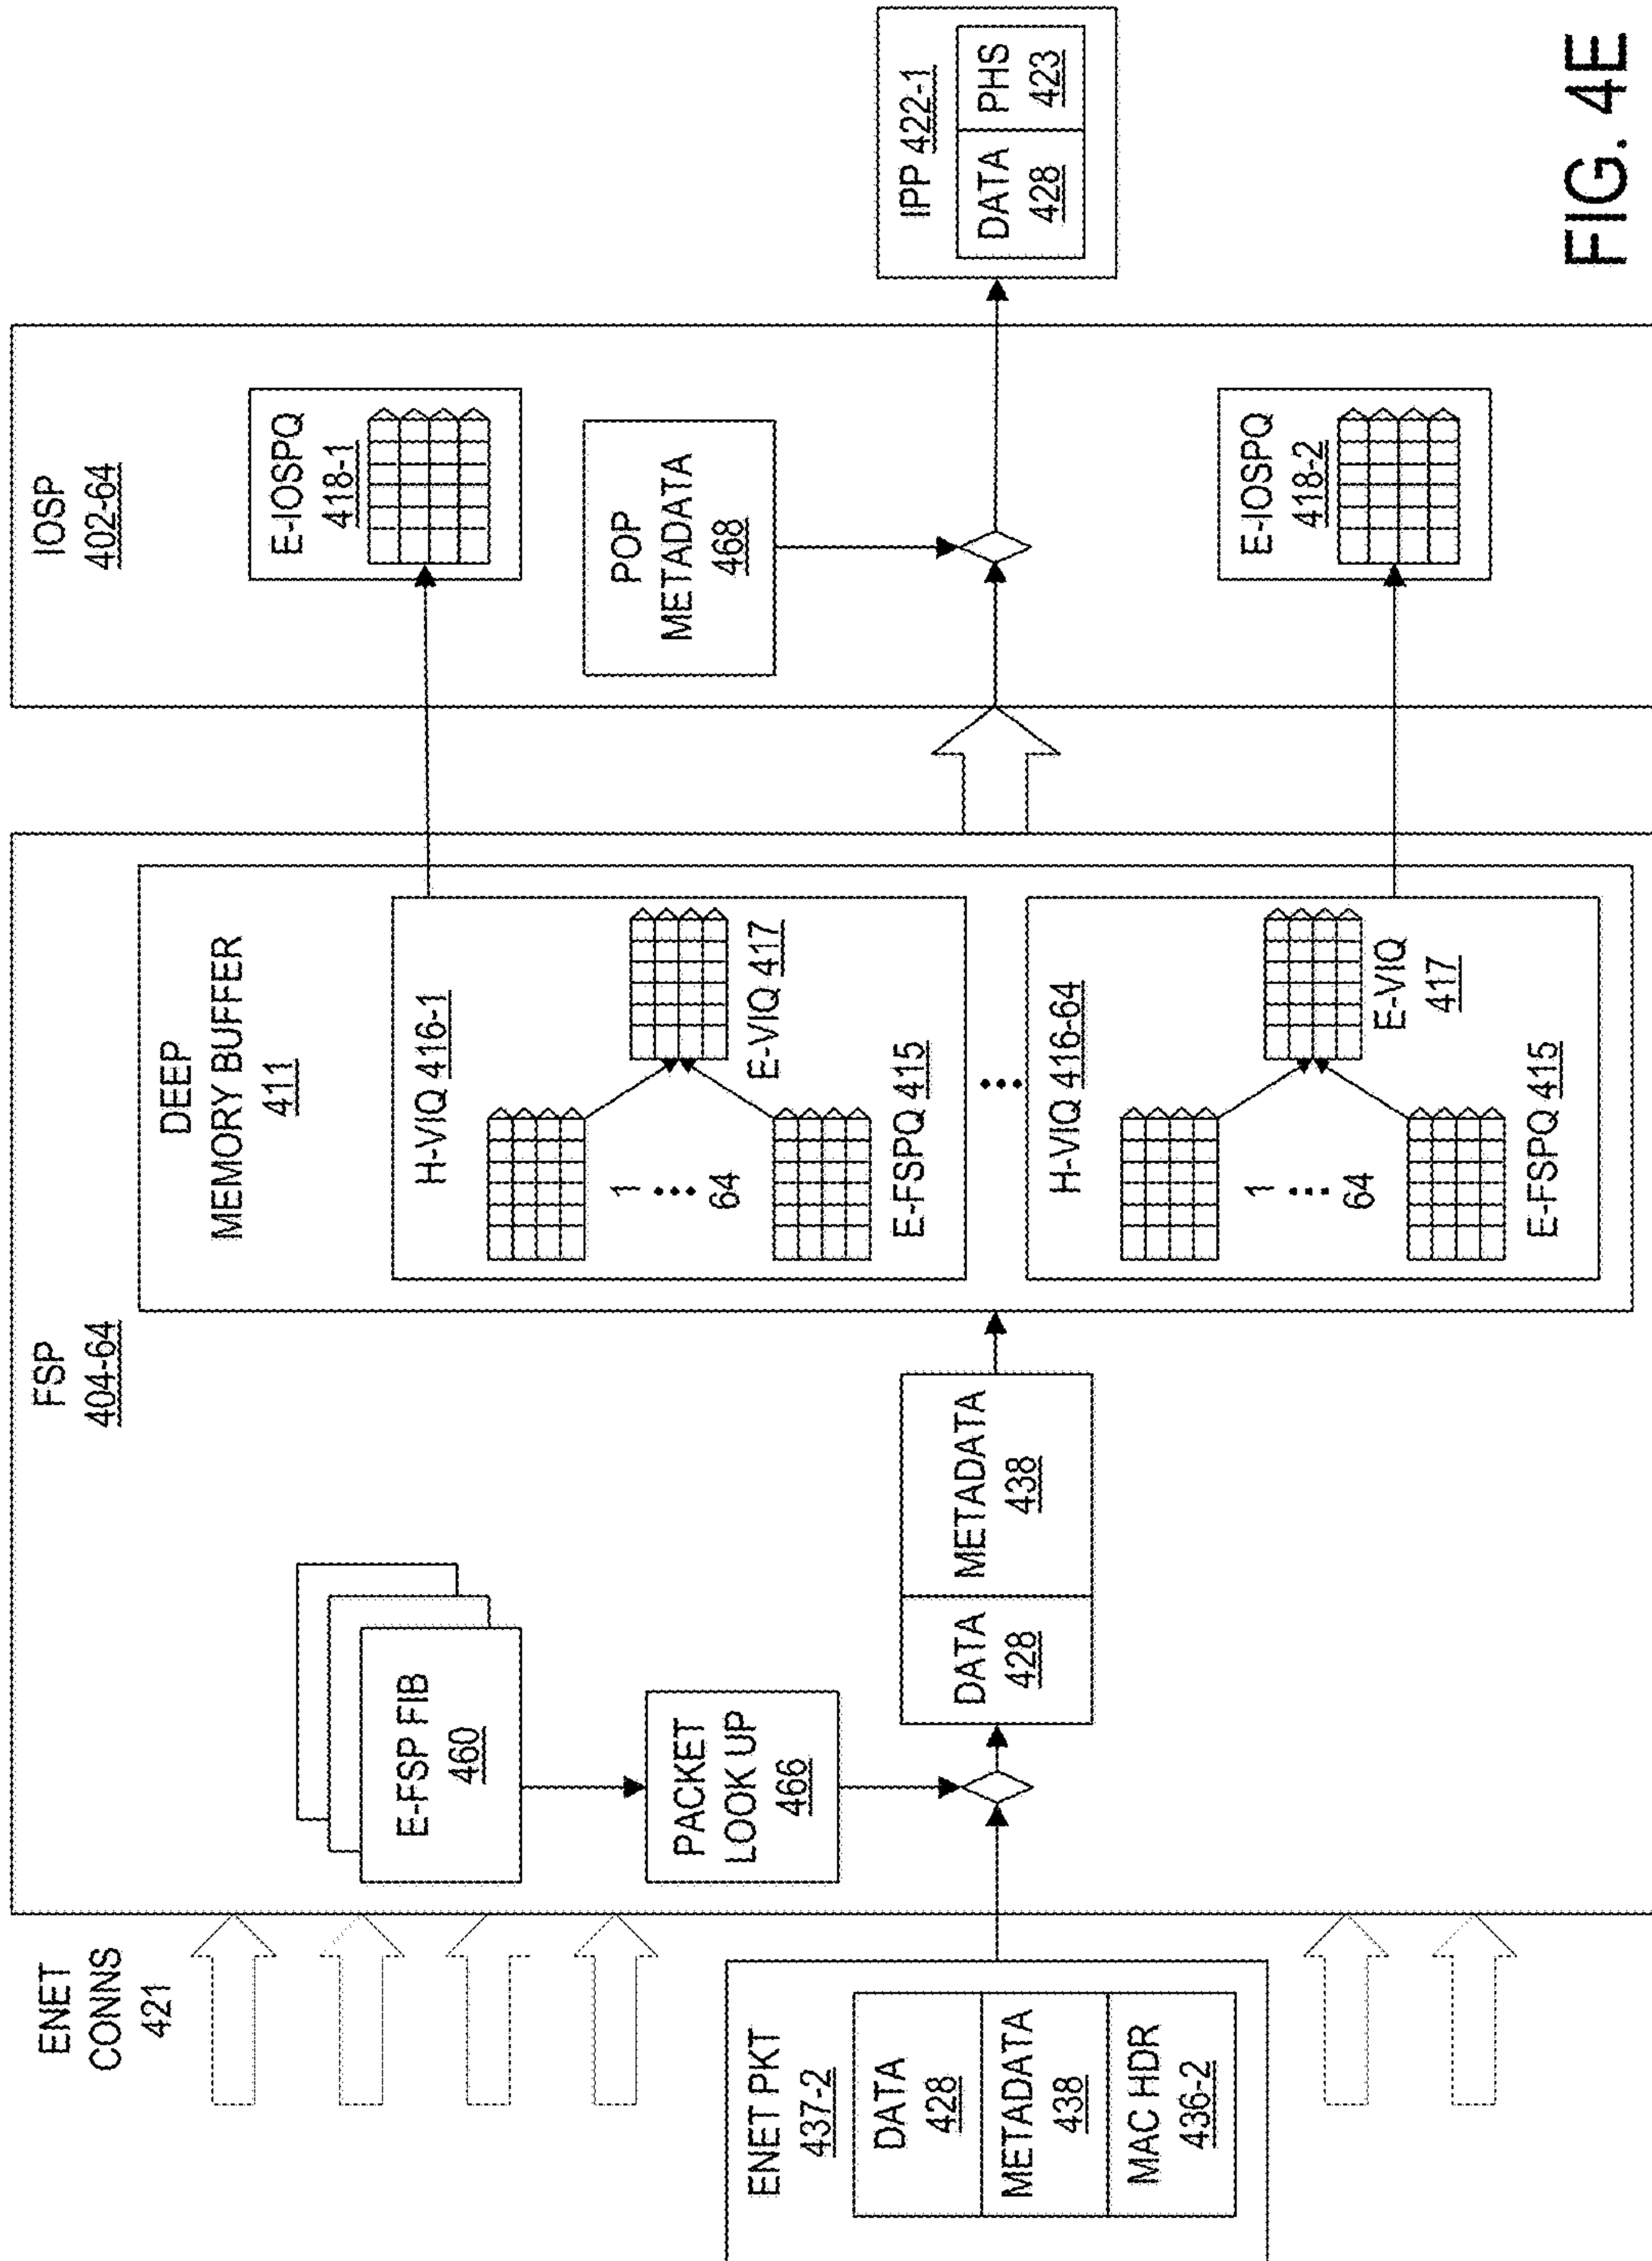 ENET
CONNS
421
ENET PKT
437-2
DATA
428
METADATA
438
MAC HDR
436-2
FSP
404-64
E-FSP FIB
460
PACKET
LOOK UP
466
DATA
428
METADATA
438
DEEP
MEMORY BUFFER
411
H-VIQ 416-1
1
64
E-VIQ 417
E-FSPQ 415
H-VIQ 416-64
1
64
E-VIQ
417
E-FSPQ 415
IOSP
402-64
E-IOSPQ
418-1
POP
METADATA
468
E-IOSPQ
418-2
IPP 422-1
DATA
428
PHS
423
FIG. 4E